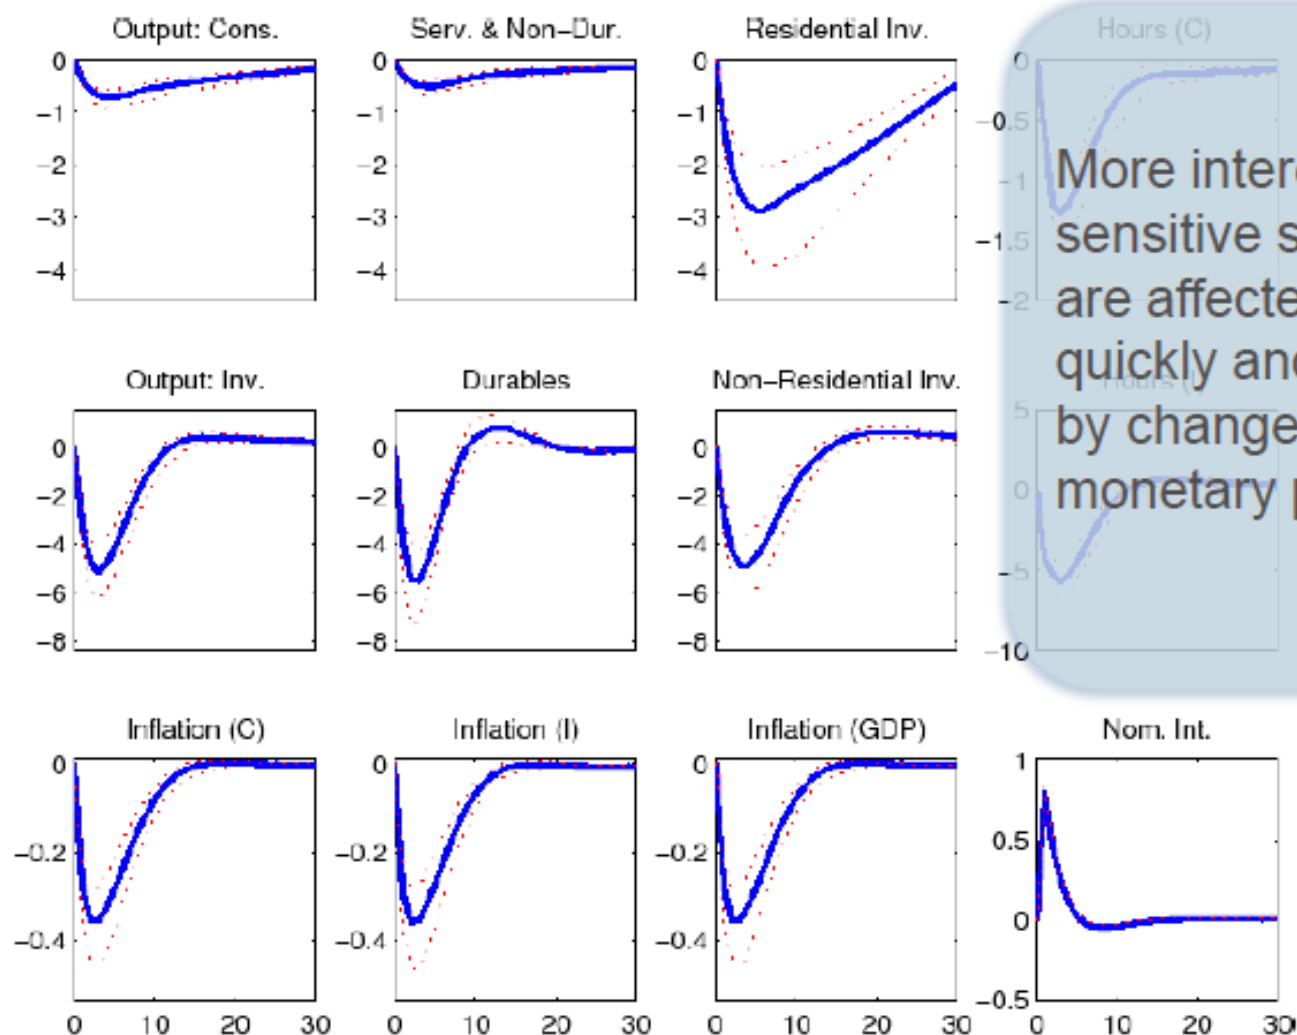 Output: Cons. Serv. & Non-Dur. Residential Inv. Hours (C)
0 0 0 0
-1 -1 -1 -0.5
-2 -2 -2 -1
-3 -3 -3 -1.5
-4 -4 -4 -2
More inter
sensitive s
are affecte
quickly an
by change
monetary
Output: Inv. Durables Non-Residential Inv. Hours (I)
0 0 0 5
-2 -2 -2 0
-4 -4 -4 -5
-6 -6 -6 -10
-8 -8 -8
Inflation (C) Inflation (I) Inflation (GDP) Nom. Int.
0 0 0 1
-0.2 -0.2 -0.2 0.5
-0.4 -0.4 -0.4 0
-0.5
0 10 20 30 0 10 20 30 0 10 20 30 0 10 20 30